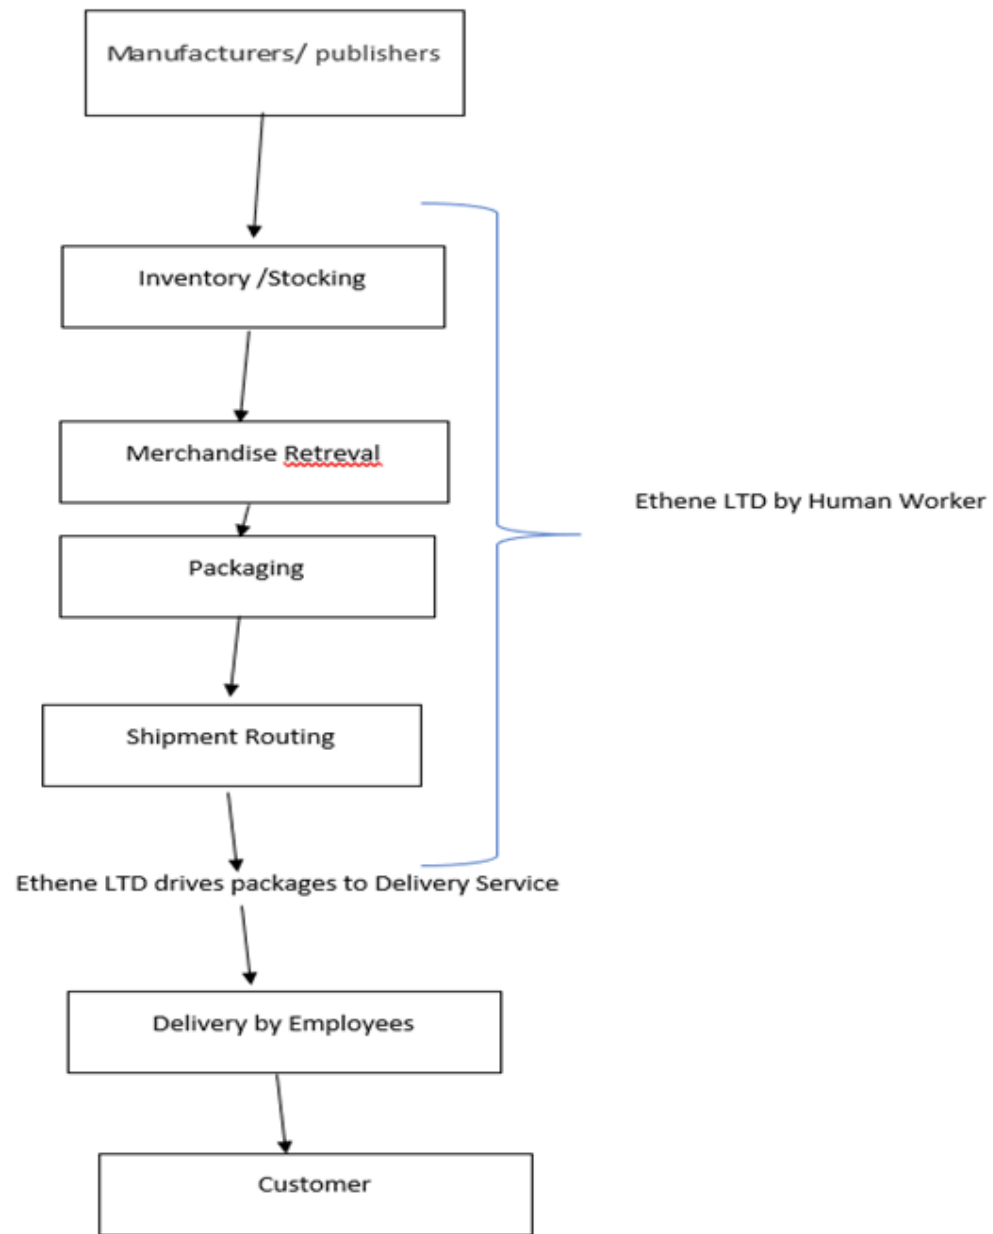 Manufacturers/ publishers
Inventory /Stocking
Merchandise Retreval
Packaging
Ethene LTD by Human Worker
Shipment Routing
Ethene LTD drives packages to Delivery Service
Delivery by Employees
Customer